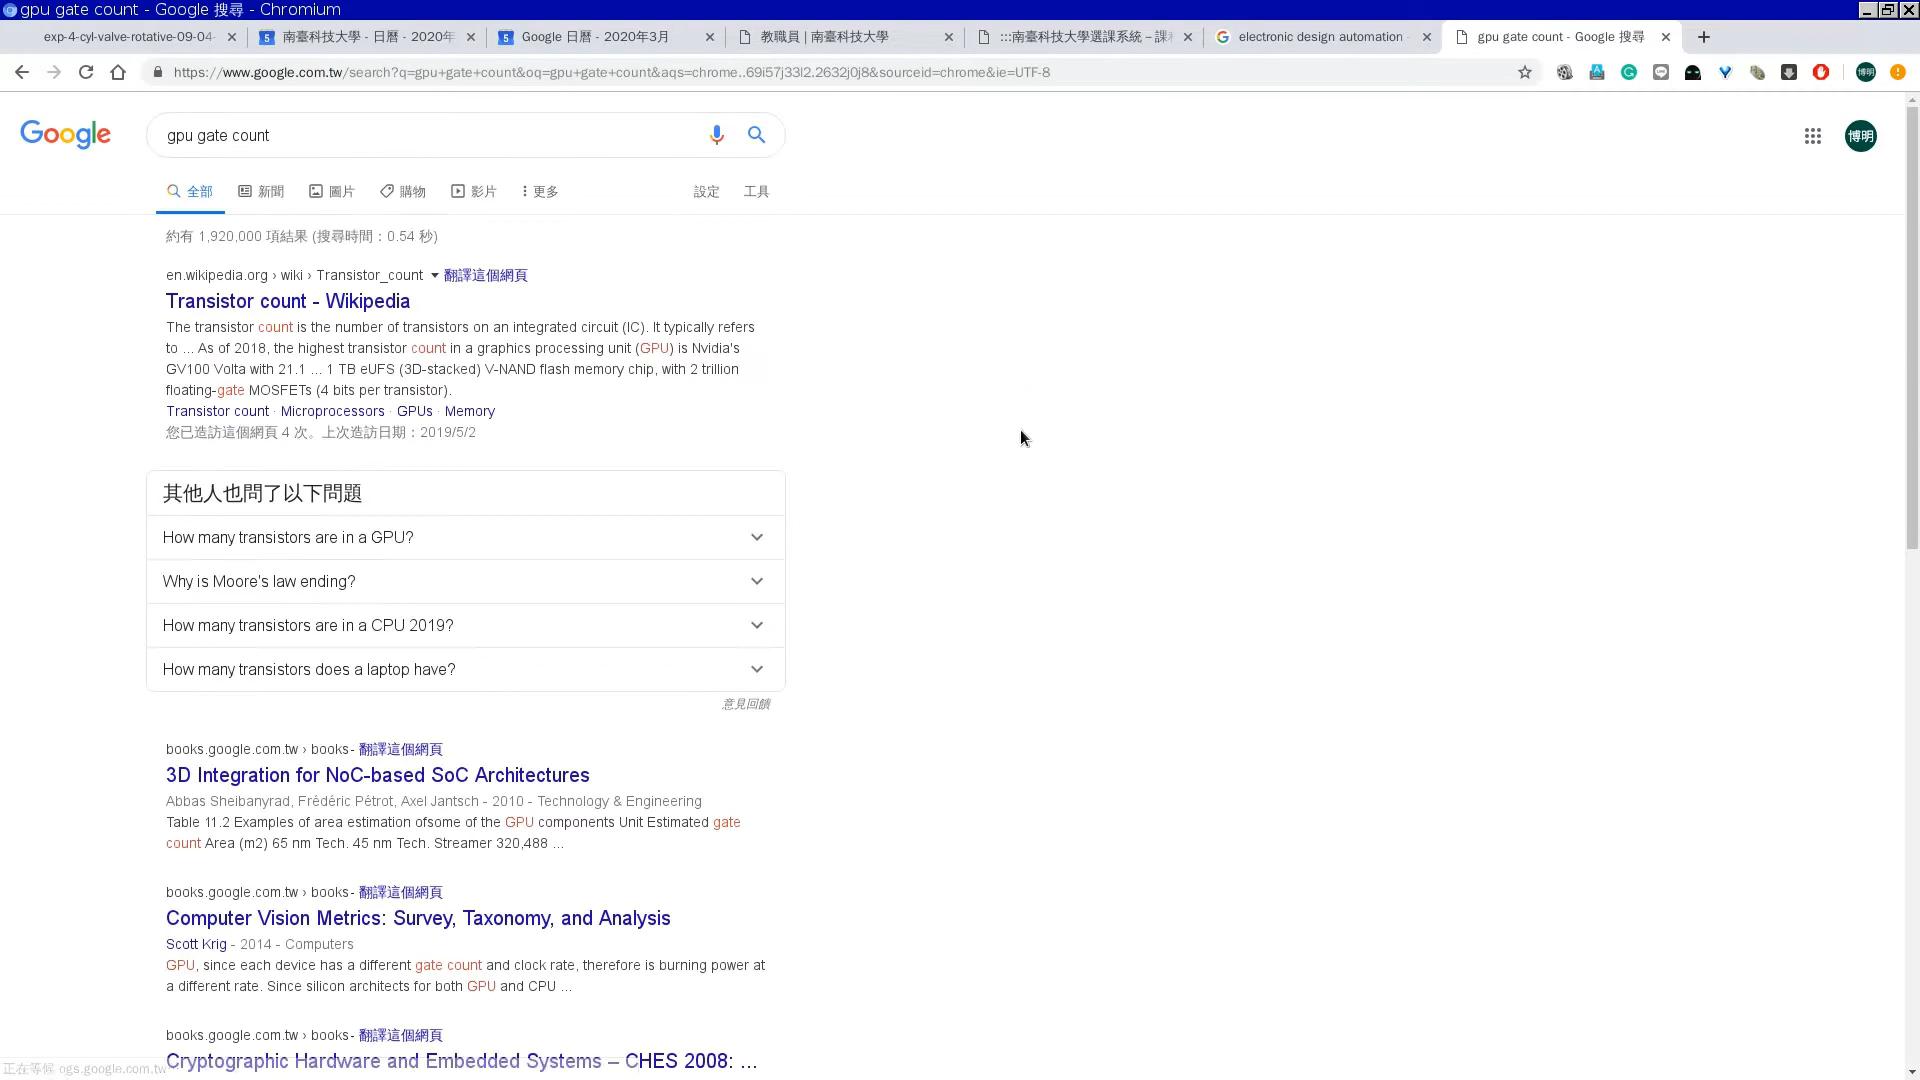 gpu gate count - Google 搜尋 - Chromium
exp-4-cyl-valve-rotative-09-04-
南臺科技大學 - 日曆 - 2020年
Google 日曆 - 2020年3月
教職員 | 南臺科技大學
:::南臺科技大學選課系統－課
electronic design automation -
gpu gate count - Google 搜尋
https://www.google.com.tw/search?q=gpu+gate+count&oq=gpu+gate+count&aqs=chrome..69i57j33l2.2632j0j8&sourceid=chrome&ie=UTF-8
博明
Google
gpu gate count
博明
全部 新聞 圖片 購物 影片 更多 設定 工具
約有 1,920,000 項結果 (搜尋時間：0.54 秒)
en.wikipedia.org › wiki › Transistor_count 翻譯這個網頁
Transistor count - Wikipedia
The transistor count is the number of transistors on an integrated circuit (IC). It typically refers
to ... As of 2018, the highest transistor count in a graphics processing unit (GPU) is Nvidia's
GV100 Volta with 21.1 ... 1 TB eUFS (3D-stacked) V-NAND flash memory chip, with 2 trillion
floating-gate MOSFETs (4 bits per transistor).
Transistor count · Microprocessors · GPUs · Memory
您已造訪這個網頁 4 次。上次造訪日期：2019/5/2
其他人也問了以下問題
How many transistors are in a GPU?
Why is Moore's law ending?
How many transistors are in a CPU 2019?
How many transistors does a laptop have?
意見回饋
books.google.com.tw › books - 翻譯這個網頁
3D Integration for NoC-based SoC Architectures
Abbas Sheibanyrad, Frédéric Pétrot, Axel Jantsch - 2010 - Technology & Engineering
Table 11.2 Examples of area estimation ofsome of the GPU components Unit Estimated gate
count Area (m2) 65 nm Tech. 45 nm Tech. Streamer 320,488 ...
books.google.com.tw › books - 翻譯這個網頁
Computer Vision Metrics: Survey, Taxonomy, and Analysis
Scott Krig - 2014 - Computers
GPU, since each device has a different gate count and clock rate, therefore is burning power at
a different rate. Since silicon architects for both GPU and CPU ...
books.google.com.tw › books - 翻譯這個網頁
Cryptographic Hardware and Embedded Systems – CHES 2008: ...
正在等候 ogs.google.com.tw